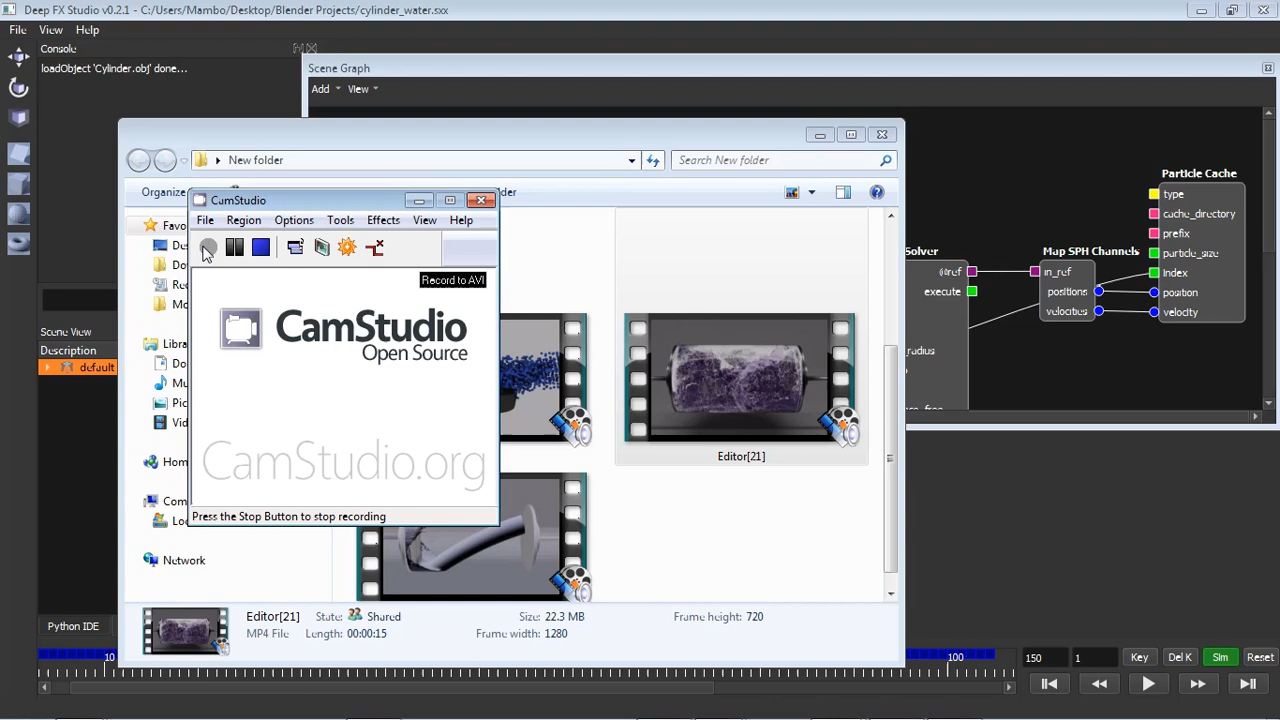 Deep FX Studio v0.2.1 - C:/Users/Mambo/Desktop/Blender Projects/cylinder_water.sxx
File View Help
Console
loadObject 'Cylinder.obj' done...
Scene Graph
Add View
Particle Cache
type
cache_directory
prefix
particle_size
Index
position
velocity
Map SPH Channels
in_ref
positions
velocities
Solver
@ref
execute
New folder
Search New folder
CamStudio
File Region Options Tools Effects View Help
Record to AVI
CamStudio
Open Source
CamStudio.org
Press the Stop Button to stop recording
Editor[21]
Network
Scene View
Description
default
Python IDE
Editor[21] State: Shared Size: 22.3 MB Frame height: 720
MP4 File Length: 00:00:15 Frame width: 1280
10 100
150 1 Key Del K Sim Reset